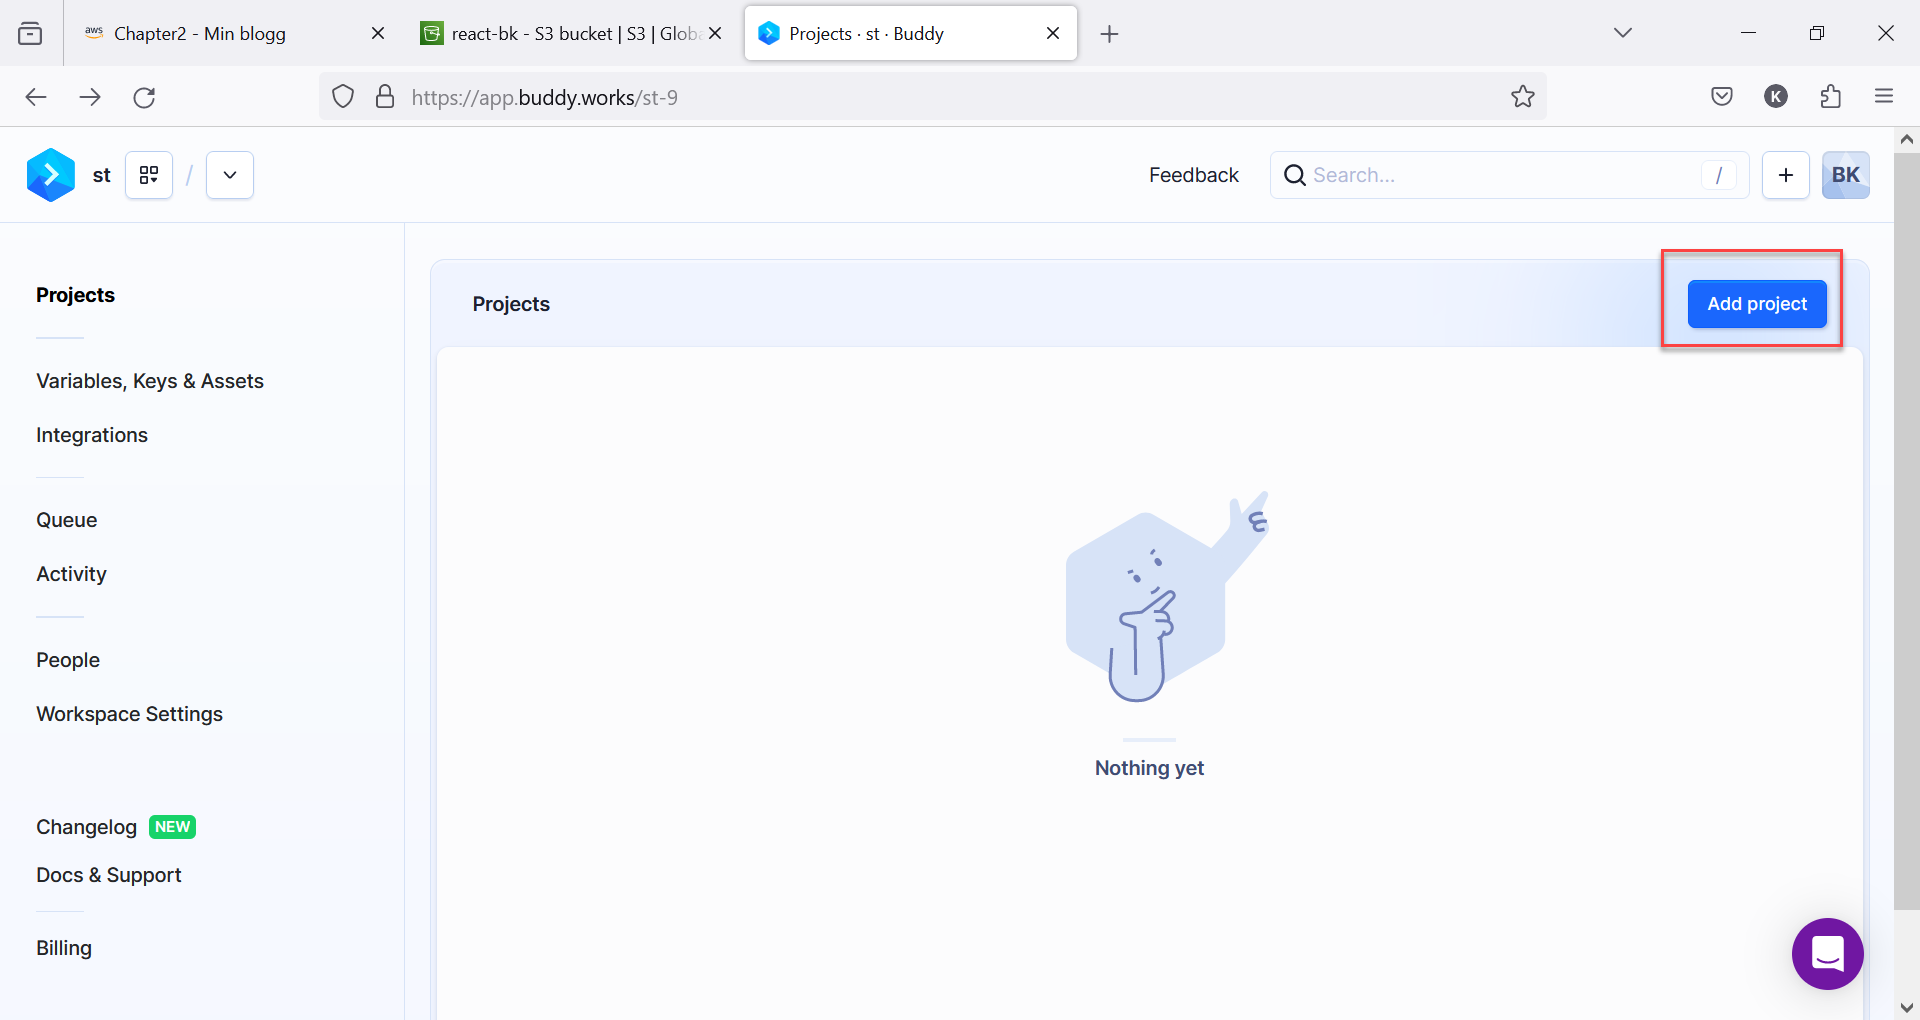 aws Chapter2 - Min blogg
react-bk - S3 bucket | S3 | Glob
Projects · st · Buddy
https://app.buddy.works/st-9
K
st
/
Feedback
Search...
/
+
BK
Projects
Variables, Keys & Assets
Integrations
Queue
Activity
People
Workspace Settings
Changelog NEW
Docs & Support
Billing
Projects
Add project
Nothing yet